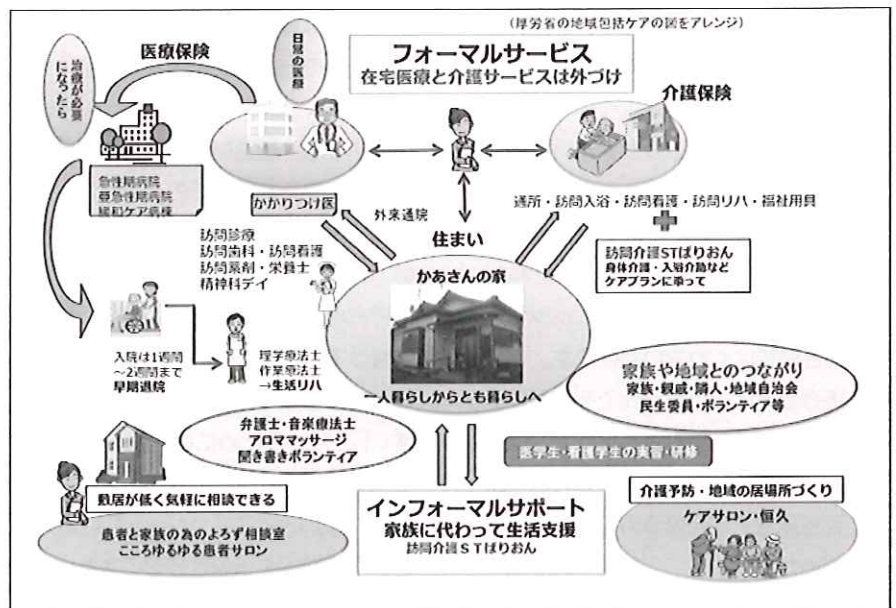 (厚労省の地域包括ケアの図をアレンジ)
フォーマルサービス
在宅医療と介護サービスは外づけ
日常の医療
医療保険
治療が必要
になったら
介護保険
急性期病院
亜急性期病院
緩和ケア病棟
かかりつけ医
外来通院
通所・訪問入浴・訪問看護・訪問リハ・福祉用具
訪問診療
訪問歯科・訪問看護
訪問薬剤・栄養士
精神科デイ
住まい
かあさんの家
一人暮らしからとも暮らしへ
訪問介護STぱりおん
身体介護・入浴介助など
ケアプランに添って
入院は1週間
~2週間まで
早期退院
理学療法士
作業療法士
→生活リハ
家族や地域とのつながり
家族・親戚・隣人・地域自治会
民生委員・ボランティア等
弁護士・音楽療法士
アロママッサージ
聞き書きボランティア
医学生・看護学生の実習・研修
敷居が低く気軽に相談できる
患者と家族の為のよろず相談室
こころゆるゆる患者サロン
インフォーマルサポート
家族に代わって生活支援
訪問介護STぱりおん
介護予防・地域の居場所づくり
ケアサロン・恒久